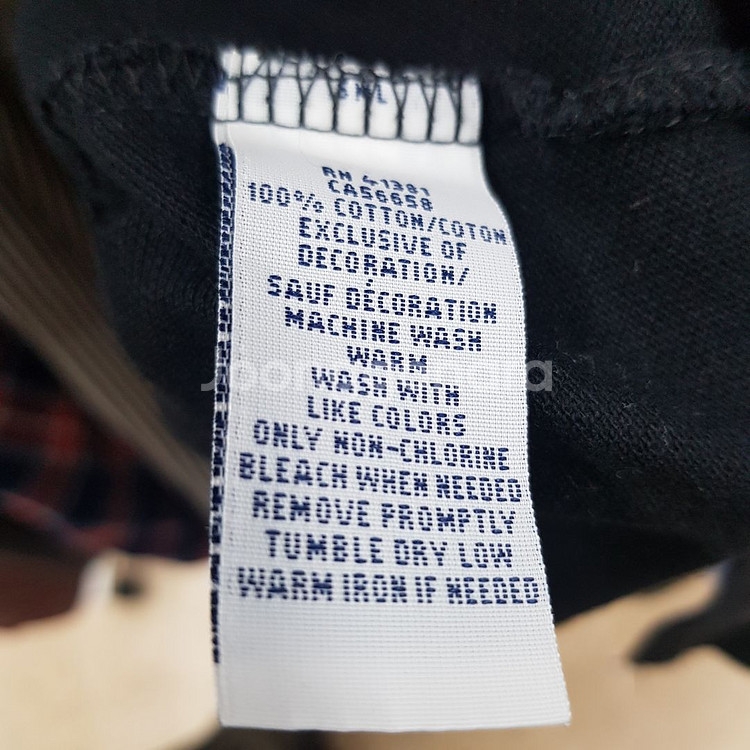 RN 41381
CA56658
100% COTTON/COTON
EXCLUSIVE OF
DECORATION/
SAUF DÉCORATION
MACHINE WASH
WARM
WASH WITH
LIKE COLORS
ONLY NON-CHLORINE
BLEACH WHEN NEEDED
REMOVE PROMPTLY
TUMBLE DRY LOW
WARM IRON IF NEEDED